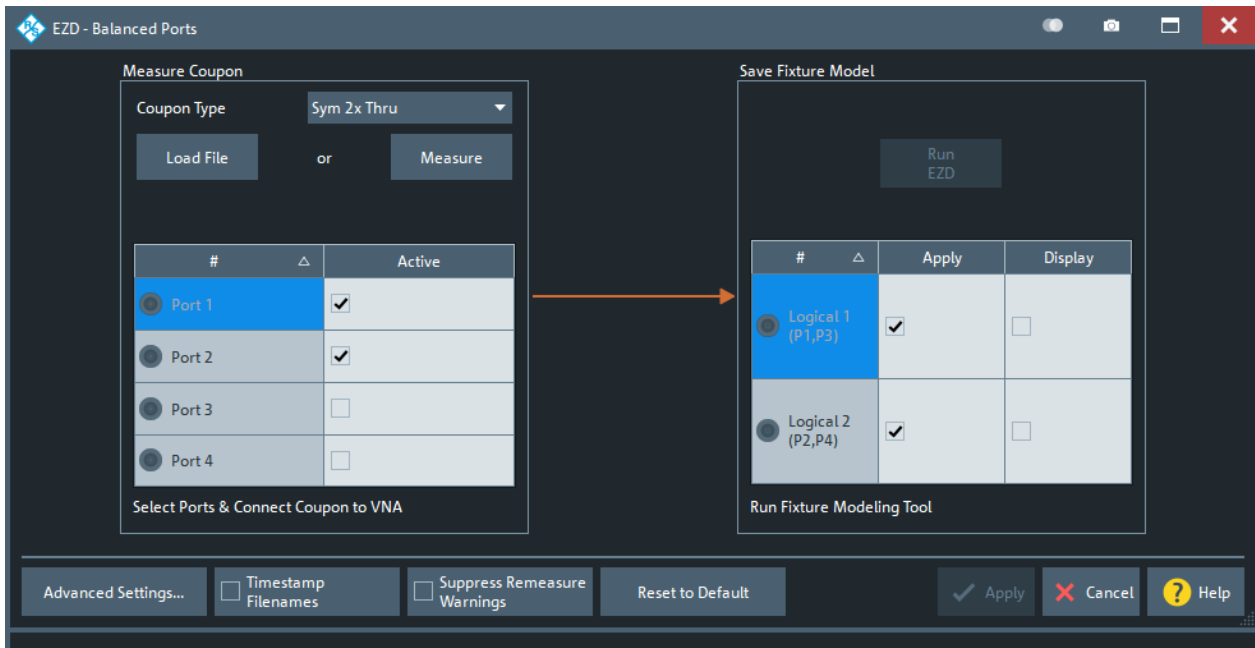 EZD - Balanced Ports
Measure Coupon
Coupon Type
Sym 2x Thru
Load File
or
Measure
# Active
Port 1
Port 2
Port 3
Port 4
Select Ports & Connect Coupon to VNA
Save Fixture Model
Run
EZD
# Apply Display
Logical 1
(P1,P3)
Logical 2
(P2,P4)
Run Fixture Modeling Tool
Advanced Settings...
Timestamp
Filenames
Suppress Remeasure
Warnings
Reset to Default
Apply
Cancel
? Help